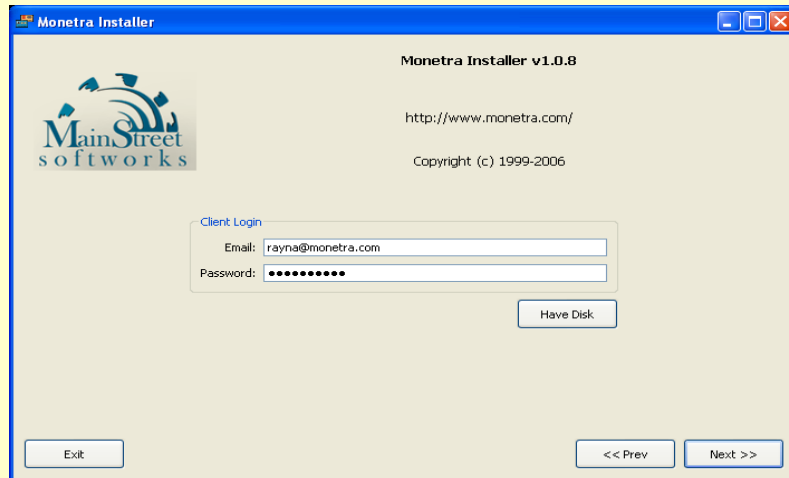 Monetra Installer
Monetra Installer v1.0.8
MainStreet
softworks
http://www.monetra.com/
Copyright (c) 1999-2006
Client Login
Email: rayna@monetra.com
Password: ●●●●●●●●●●
Have Disk
Exit
<< Prev
Next >>